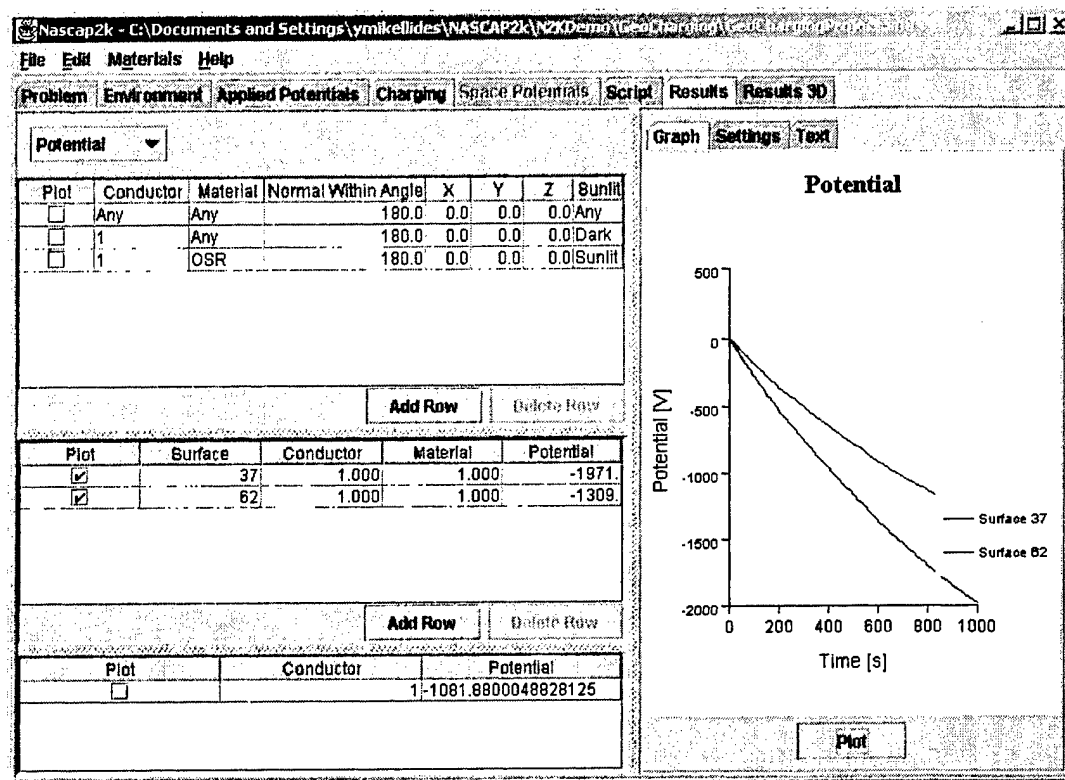 Nascap2k - C:\Documents and Settings\ymikellides\NASCAP2k\N2KDemo\GeoCharging\
File Edit Materials Help
Problem Environment Applied Potentials Charging Space Potentials Script Results Results 3D
Potential
Plot Conductor Material Normal Within Angle X Y Z Sunlit
Any Any 180.0 0.0 0.0 0.0 Any
1 Any 180.0 0.0 0.0 0.0 Dark
1 OSR 180.0 0.0 0.0 0.0 Sunlit
Add Row Delete Row
Plot Surface Conductor Material Potential
37 1.000 1.000 -1971.
62 1.000 1.000 -1309.
Add Row Delete Row
Plot Conductor Potential
1 -1081.8800048828125
Graph Settings Text
Potential
Potential [V]
500
0
-500
-1000
-1500
-2000
Surface 37
Surface 62
0 200 400 600 800 1000
Time [s]
Plot